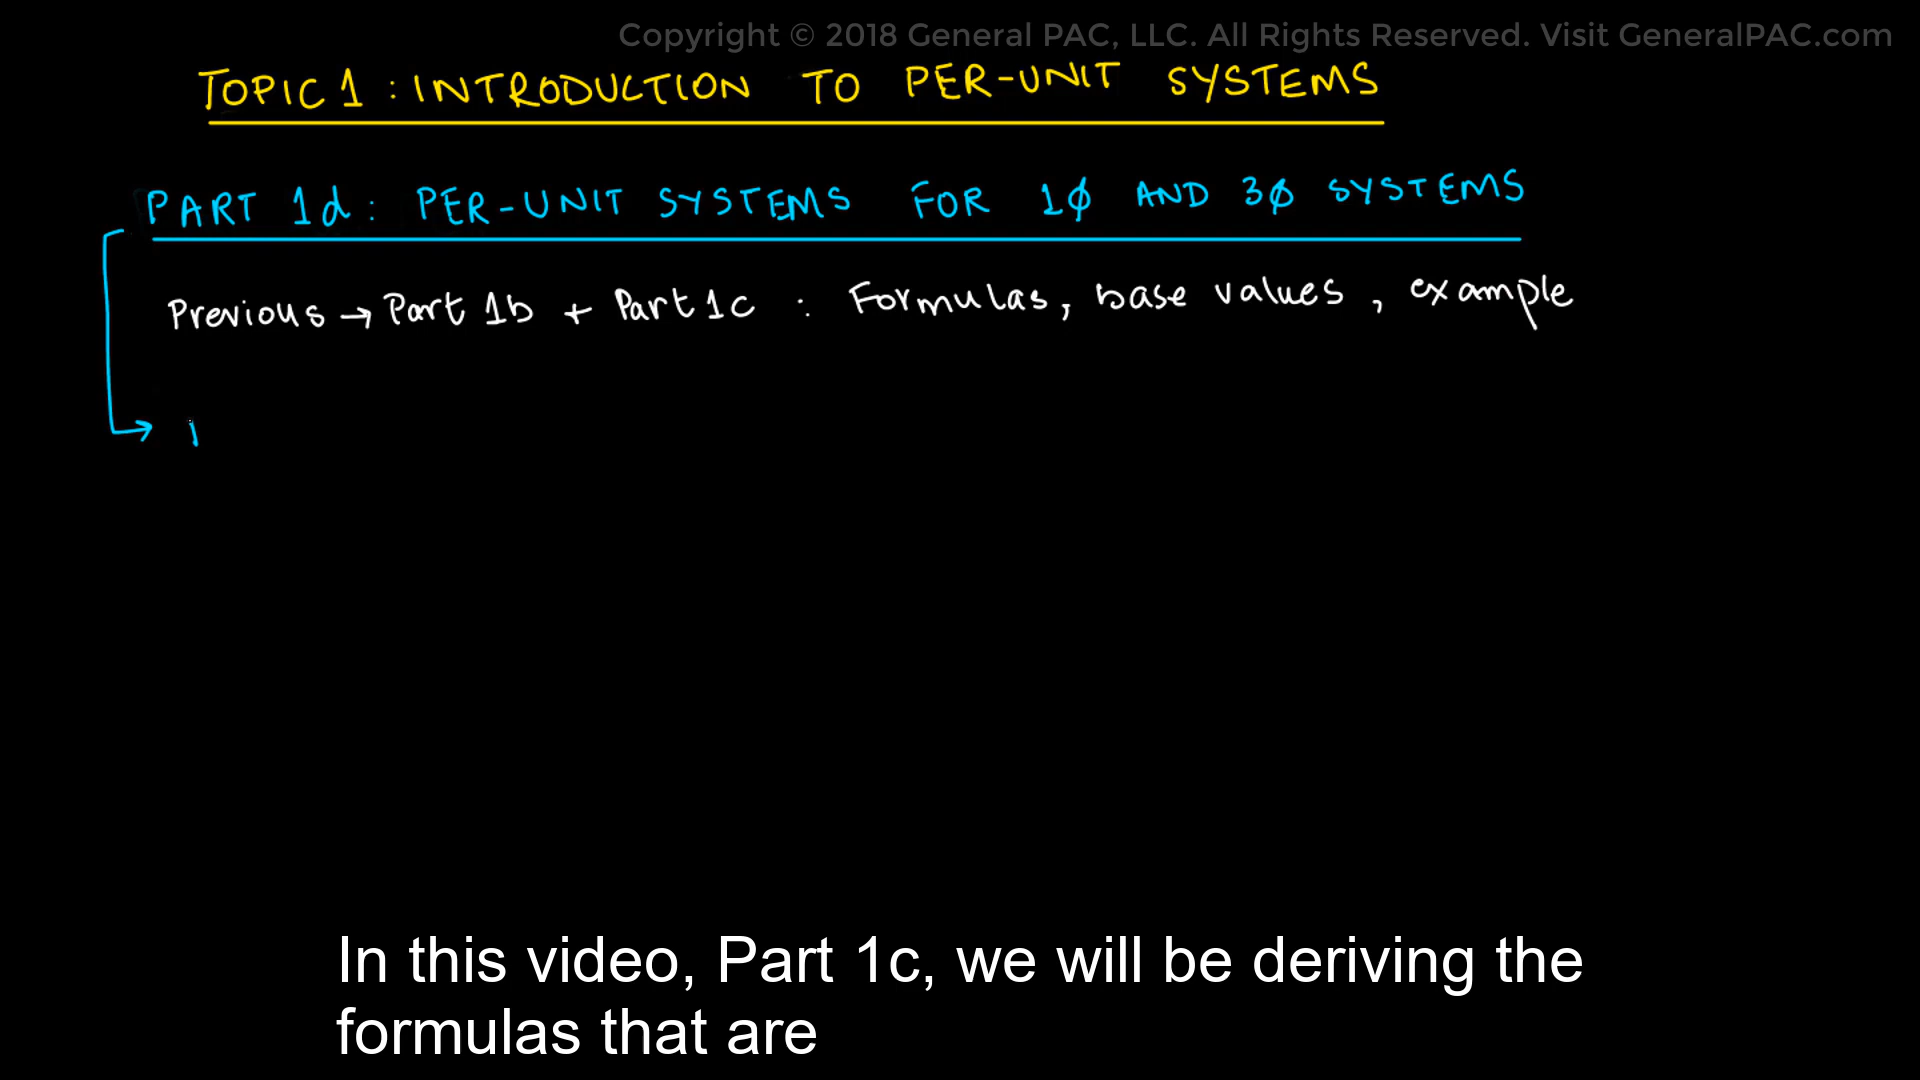 Copyright © 2018 General PAC, LLC. All Rights Reserved. Visit GeneralPAC.com
TOPIC 1 : INTRODUCTION TO PER-UNIT SYSTEMS
PART 1d : PER-UNIT SYSTEMS FOR 1ϕ AND 3ϕ SYSTEMS
Previous → Part 1b + Part 1c : Formulas, base values, example
In this video, Part 1c, we will be deriving the
formulas that are